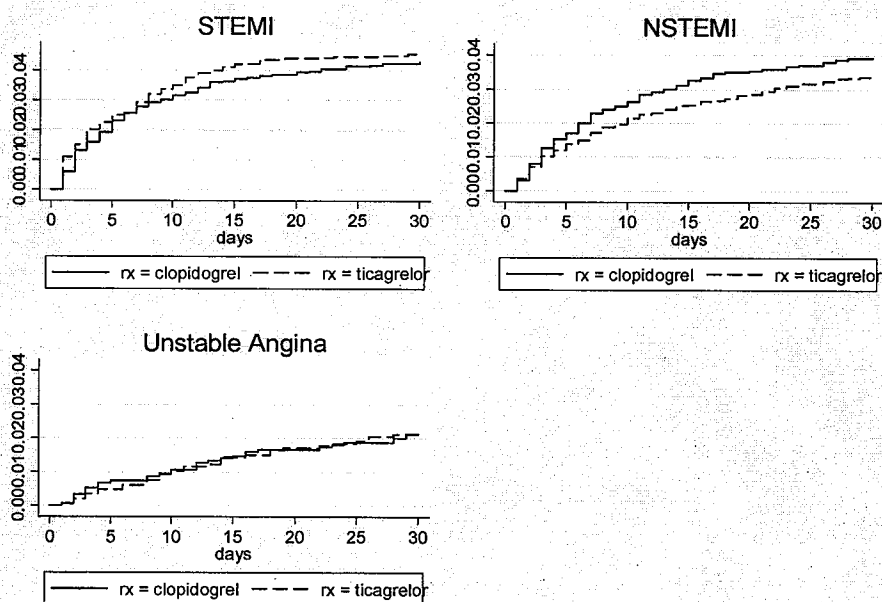 STEMI
0.000.010.020.030.04
0 5 10 15 20 25 30
days
rx = clopidogrel rx = ticagrelor
NSTEMI
0.000.010.020.030.04
0 5 10 15 20 25 30
days
rx = clopidogrel rx = ticagrelor
Unstable Angina
0.000.010.020.030.04
0 5 10 15 20 25 30
days
rx = clopidogrel rx = ticagrelor